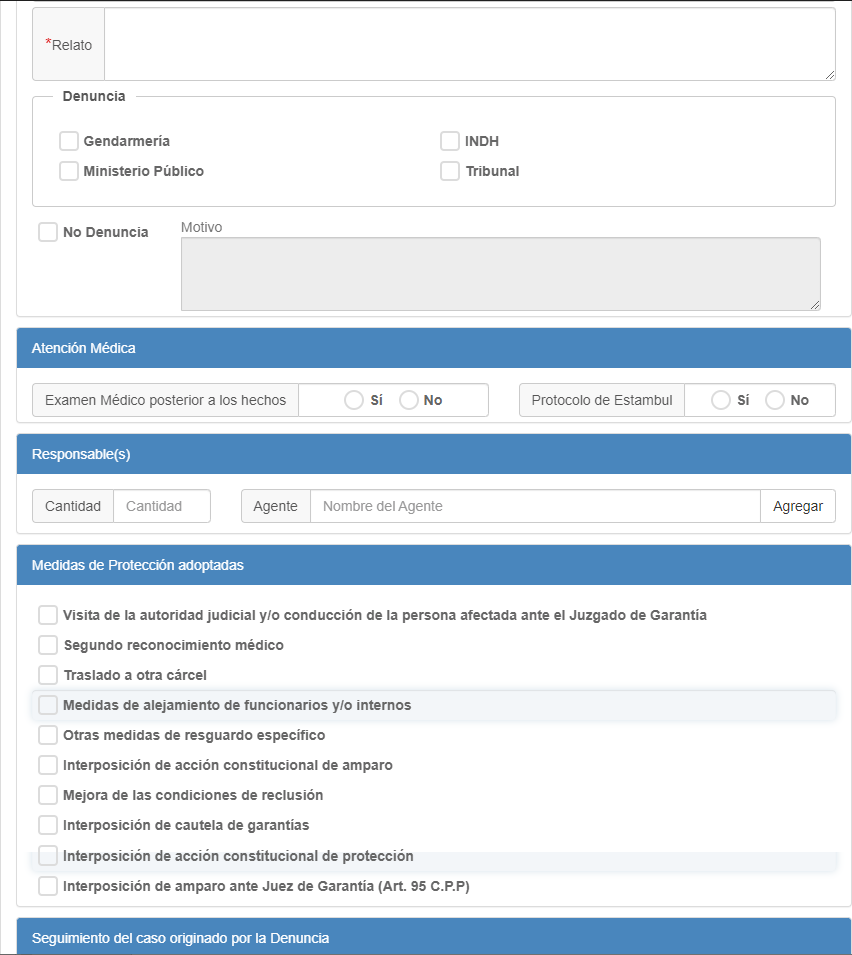 *Relato
Denuncia
Gendarmería
INDH
Ministerio Público
Tribunal
No Denuncia
Motivo
Atención Médica
Examen Médico posterior a los hechos Sí No
Protocolo de Estambul Sí No
Responsable(s)
Cantidad Cantidad
Agente Nombre del Agente Agregar
Medidas de Protección adoptadas
Visita de la autoridad judicial y/o conducción de la persona afectada ante el Juzgado de Garantía
Segundo reconocimiento médico
Traslado a otra cárcel
Medidas de alejamiento de funcionarios y/o internos
Otras medidas de resguardo específico
Interposición de acción constitucional de amparo
Mejora de las condiciones de reclusión
Interposición de cautela de garantías
Interposición de acción constitucional de protección
Interposición de amparo ante Juez de Garantía (Art. 95 C.P.P)
Seguimiento del caso originado por la Denuncia